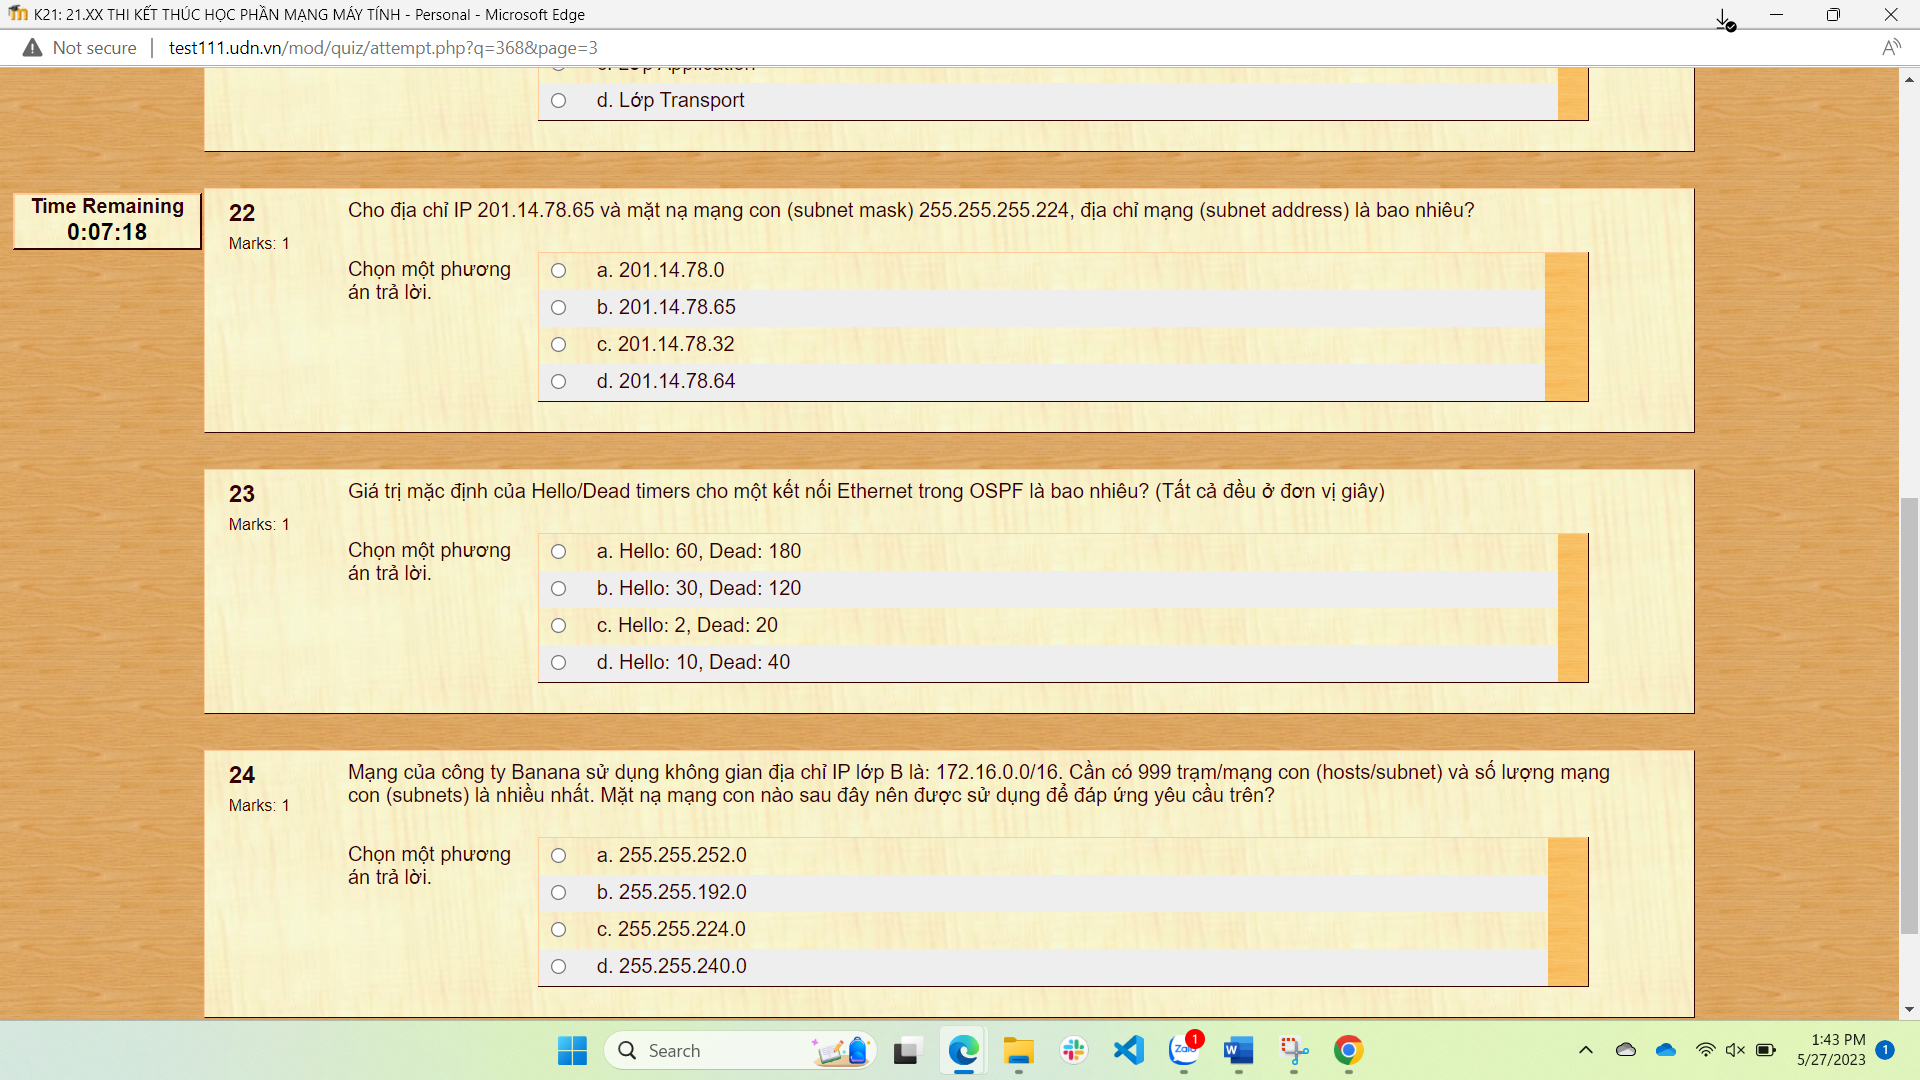 K21: 21.XX THI KẾT THÚC HỌC PHẦN MẠNG MÁY TÍNH - Personal - Microsoft Edge
Not secure | test111.udn.vn/mod/quiz/attempt.php?q=368&page=3
c. Lớp Application
d. Lớp Transport
Time Remaining
0:07:18
22
Marks: 1
Cho địa chỉ IP 201.14.78.65 và mặt nạ mạng con (subnet mask) 255.255.255.224, địa chỉ mạng (subnet address) là bao nhiêu?
Chọn một phương
án trả lời.
a. 201.14.78.0
b. 201.14.78.65
c. 201.14.78.32
d. 201.14.78.64
23
Marks: 1
Giá trị mặc định của Hello/Dead timers cho một kết nối Ethernet trong OSPF là bao nhiêu? (Tất cả đều ở đơn vị giây)
Chọn một phương
án trả lời.
a. Hello: 60, Dead: 180
b. Hello: 30, Dead: 120
c. Hello: 2, Dead: 20
d. Hello: 10, Dead: 40
24
Marks: 1
Mạng của công ty Banana sử dụng không gian địa chỉ IP lớp B là: 172.16.0.0/16. Cần có 999 trạm/mạng con (hosts/subnet) và số lượng mạng
con (subnets) là nhiều nhất. Mặt nạ mạng con nào sau đây nên được sử dụng để đáp ứng yêu cầu trên?
Chọn một phương
án trả lời.
a. 255.255.252.0
b. 255.255.192.0
c. 255.255.224.0
d. 255.255.240.0
Search
Zalo
1
W
1:43 PM
5/27/2023
1